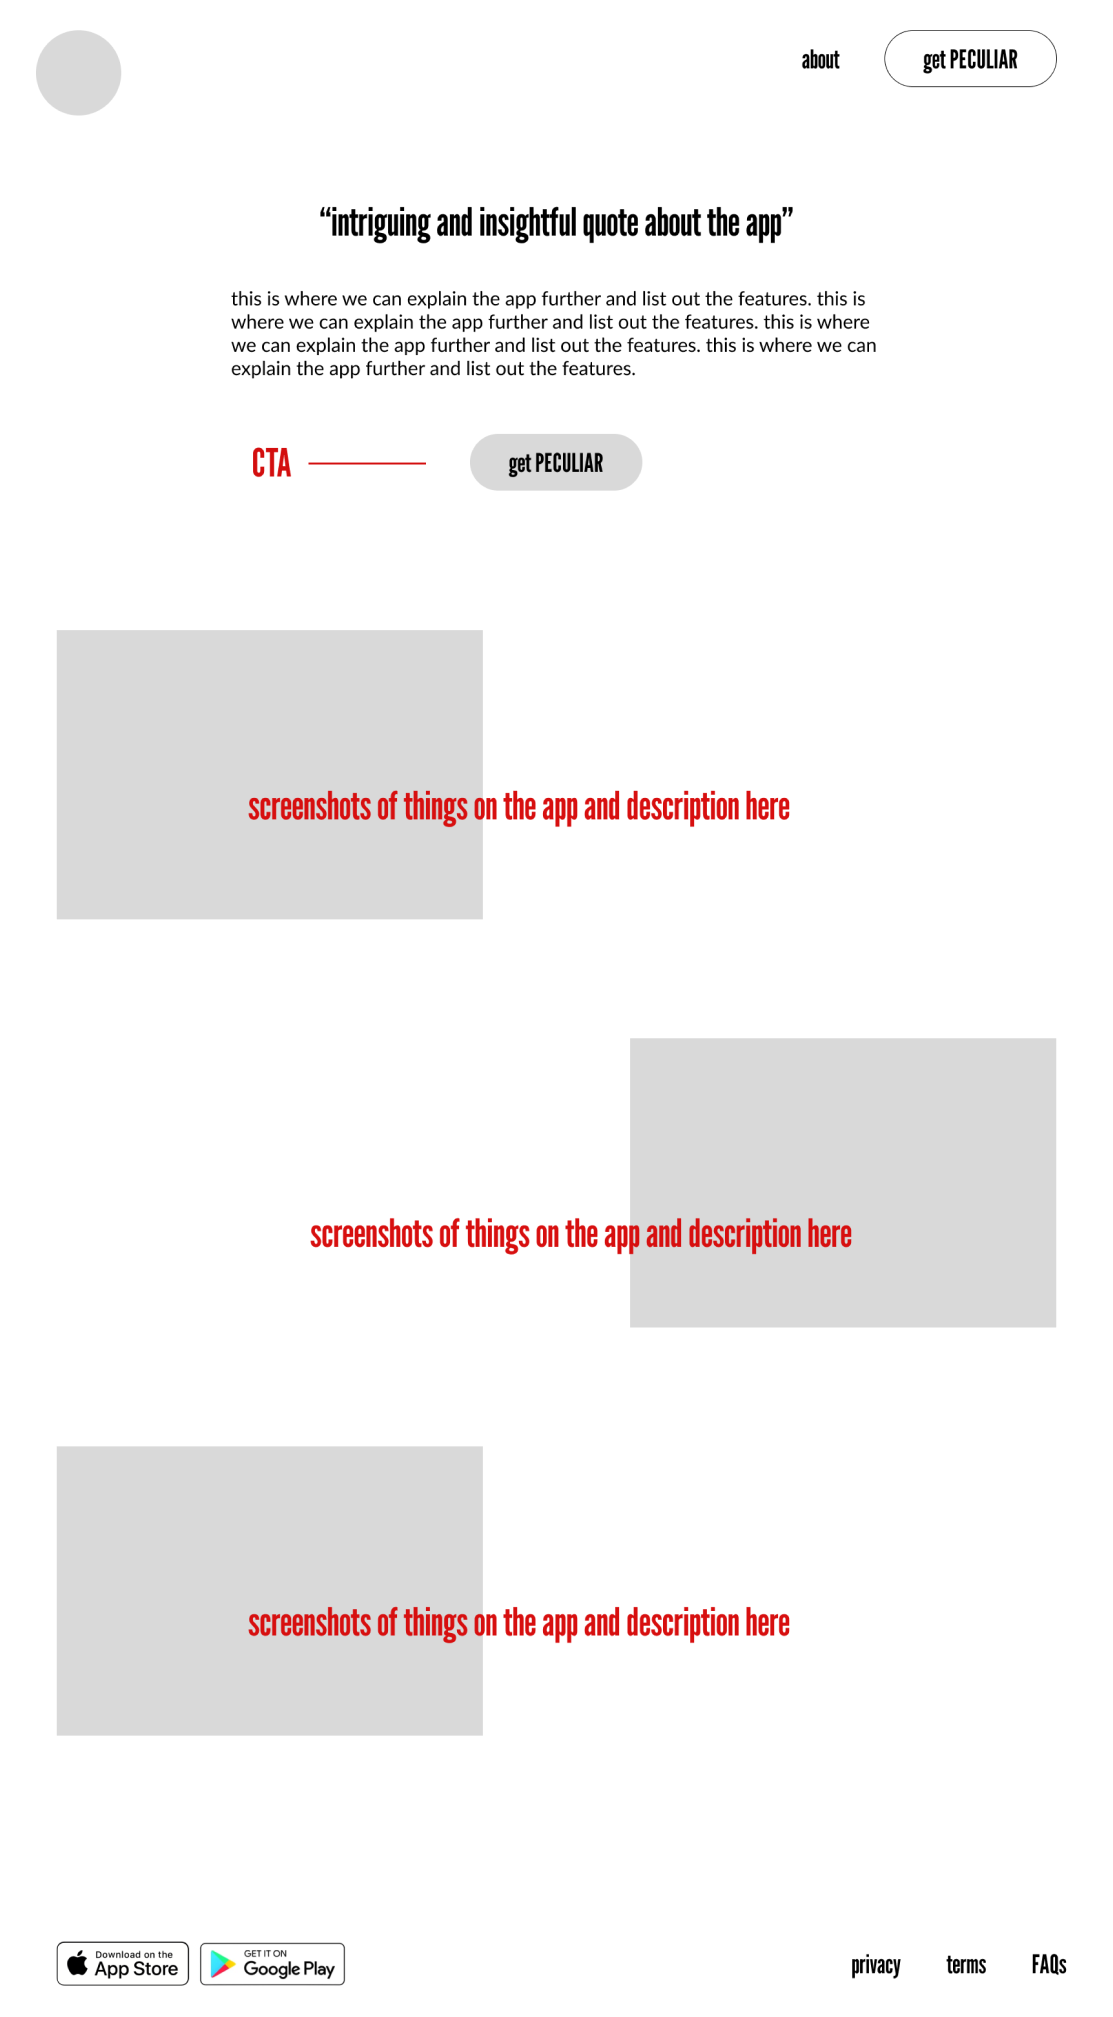 about
get PECULIAR
“intriguing and insightful quote about the app”
this is where we can explain the app further and list out the features. this is
where we can explain the app further and list out the features. this is where
we can explain the app further and list out the features. this is where we can
explain the app further and list out the features.
CTA
get PECULIAR
screenshots of things on the app and description here
screenshots of things on the app and description here
screenshots of things on the app and description here
Download on the
App Store
GET IT ON
Google Play
privacy
terms
FAQs